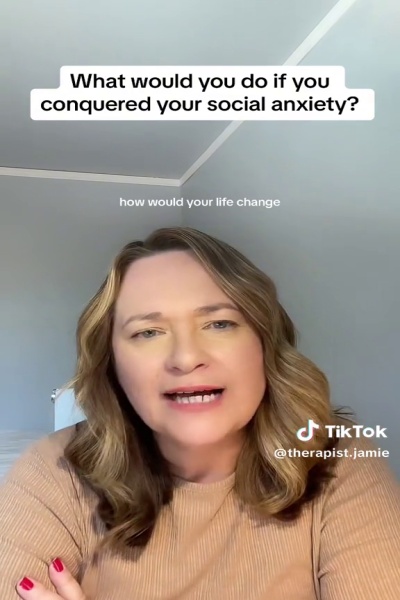 What would you do if you
conquered your social anxiety?
how would your life change
TikTok
@therapist.jamie